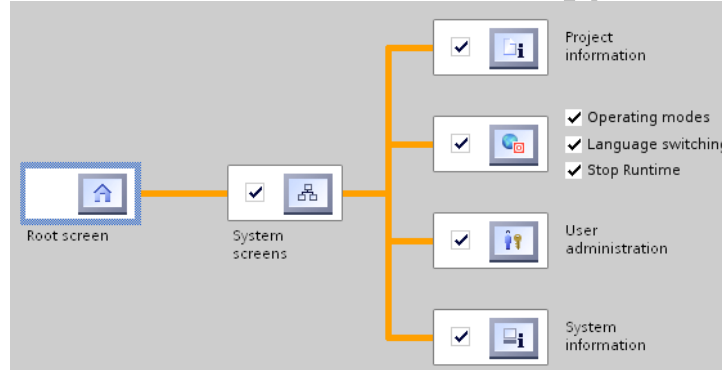 Project
information
Operating modes
Language switching
Stop Runtime
Root screen
System
screens
User
administration
System
information